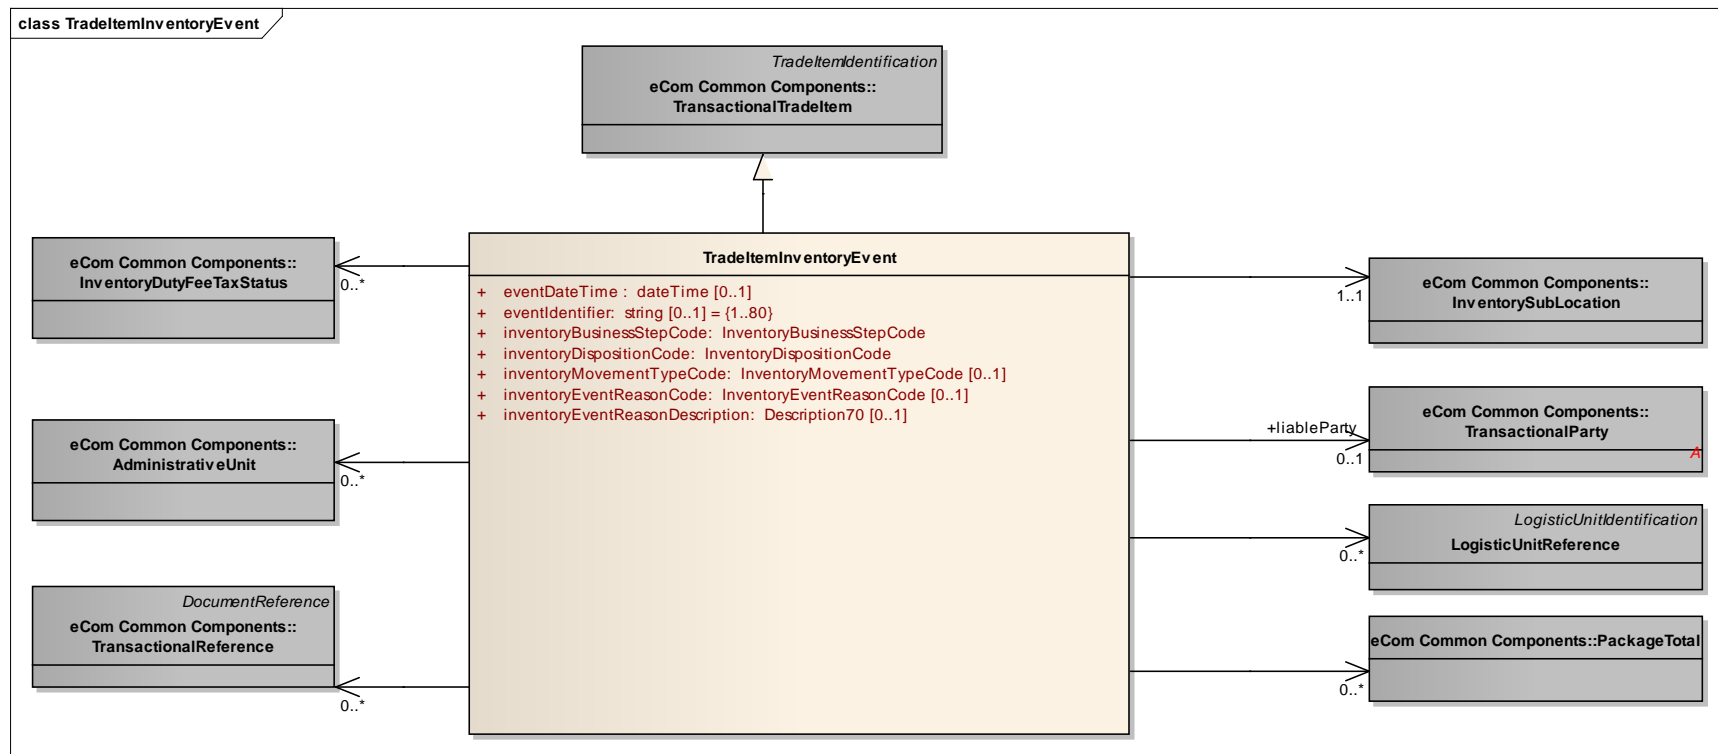 class TradeItemInventoryEvent
TradeItemIdentification
eCom Common Components::
TransactionalTradeItem
eCom Common Components::
InventoryDutyFeeTaxStatus
0..*
eCom Common Components::
AdministrativeUnit
0..*
DocumentReference
eCom Common Components::
TransactionalReference
0..*
TradeItemInventoryEvent
+ eventDateTime : dateTime [0..1]
+ eventIdentifier: string [0..1] = {1..80}
+ inventoryBusinessStepCode: InventoryBusinessStepCode
+ inventoryDispositionCode: InventoryDispositionCode
+ inventoryMovementTypeCode: InventoryMovementTypeCode [0..1]
+ inventoryEventReasonCode: InventoryEventReasonCode [0..1]
+ inventoryEventReasonDescription: Description70 [0..1]
eCom Common Components::
InventorySubLocation
1..1
eCom Common Components::
TransactionalParty
A
+liableParty
0..1
LogisticUnitIdentification
LogisticUnitReference
0..*
eCom Common Components::PackageTotal
0..*